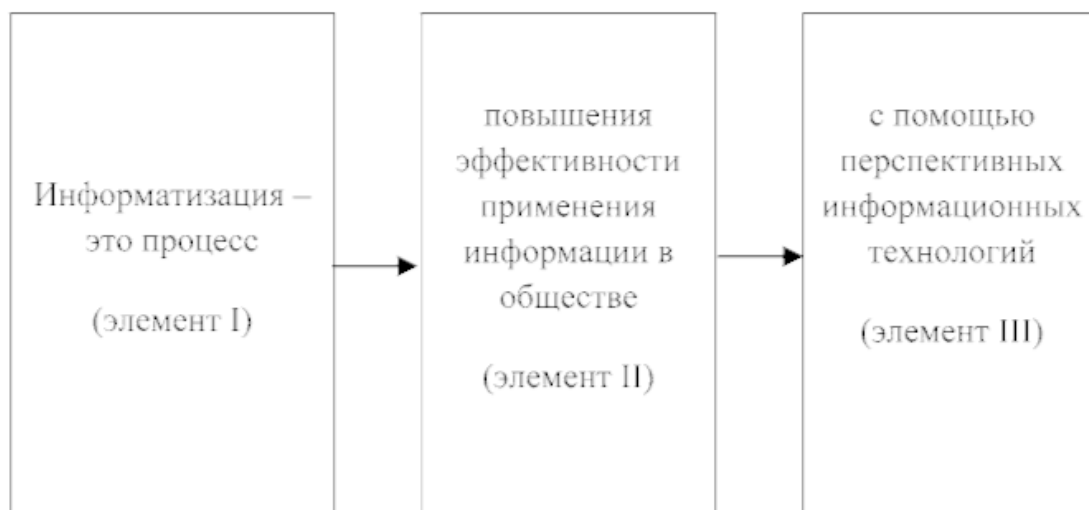 Информатизация –
это процесс
(элемент I)
повышения
эффективности
применения
информации в
обществе
(элемент II)
с помощью
перспективных
информационных
технологий
(элемент III)